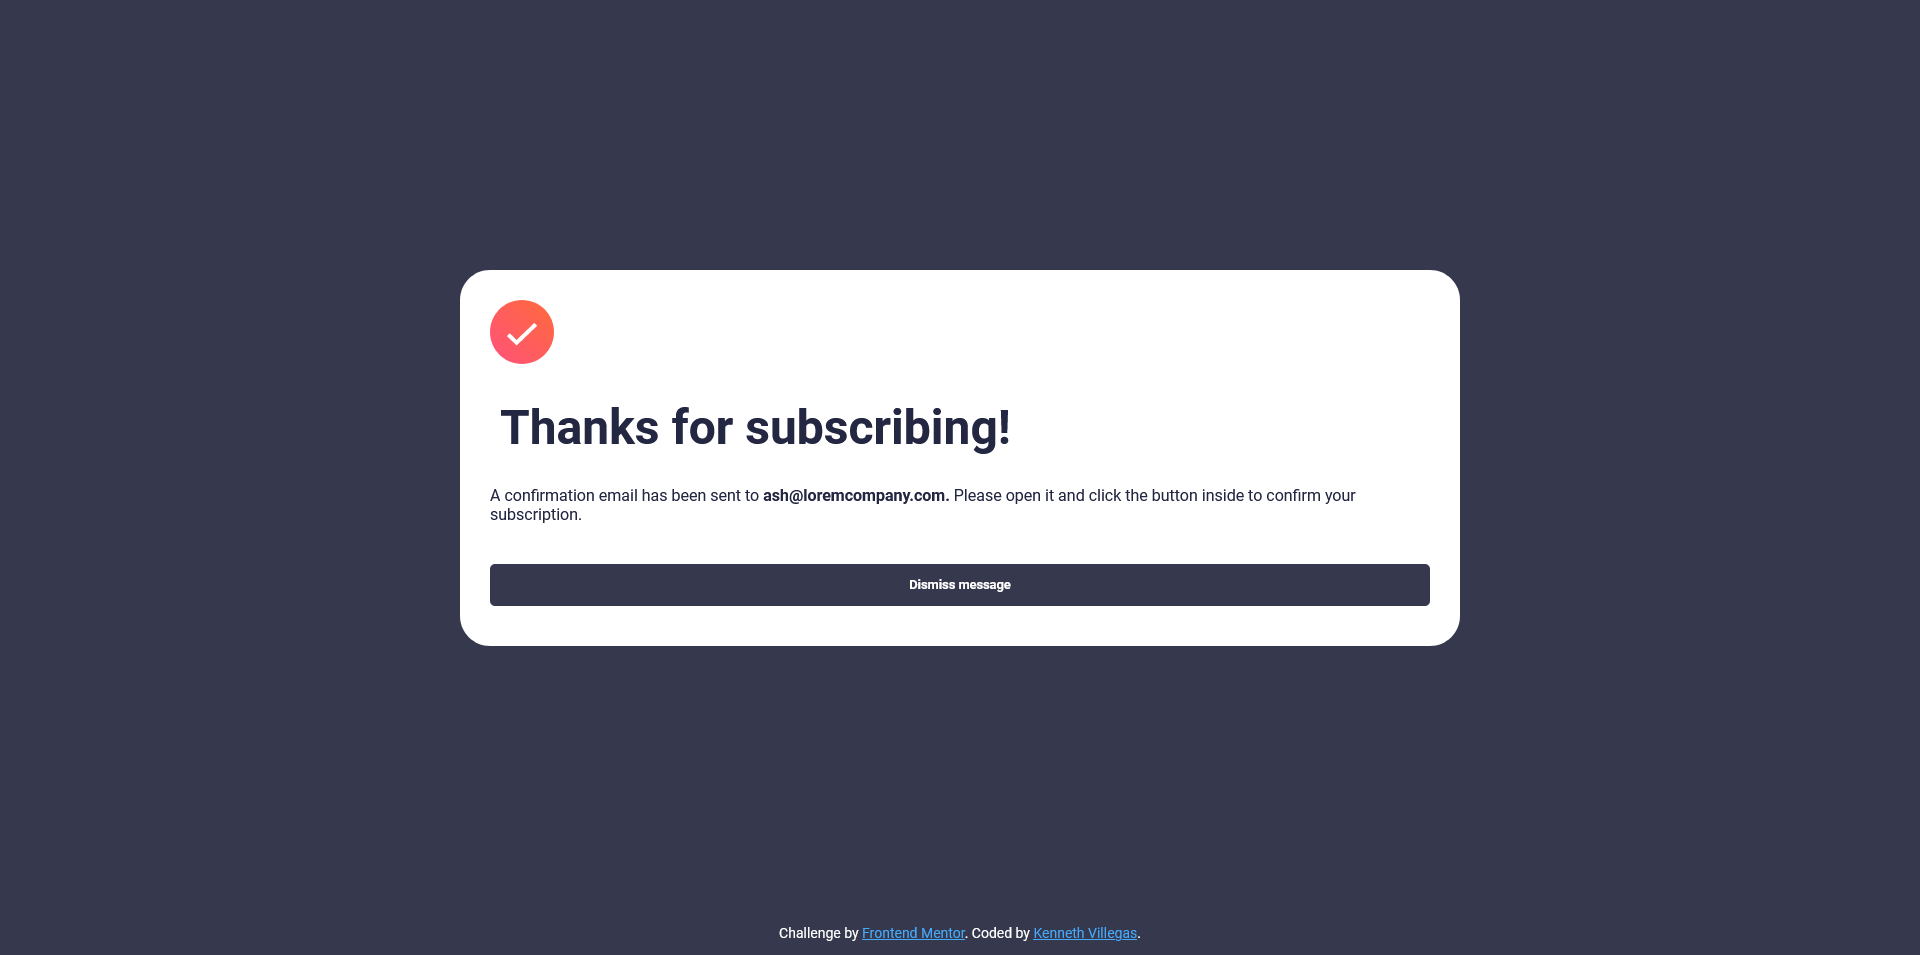 Thanks for subscribing!
A confirmation email has been sent to ash@loremcompany.com. Please open it and click the button inside to confirm your
subscription.
Dismiss message
Challenge by Frontend Mentor. Coded by Kenneth Villegas.